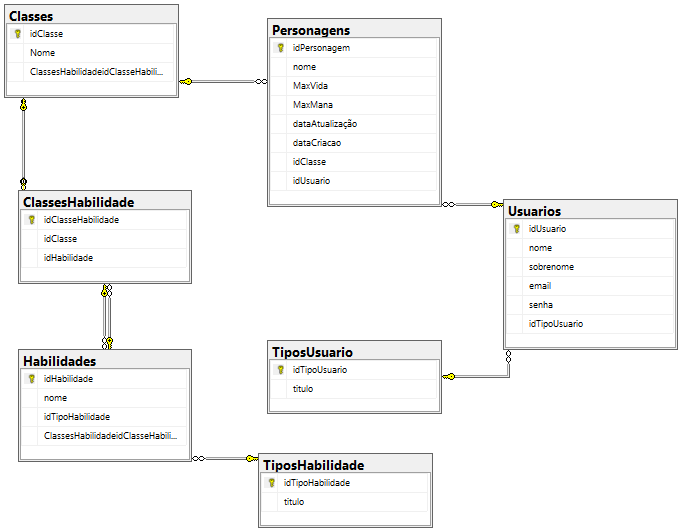 Classes
idClasse
Nome
ClassesHabilidadeidClasseHabili...
Personagens
idPersonagem
nome
MaxVida
MaxMana
dataAtualização
dataCriacao
idClasse
idUsuario
ClassesHabilidade
idClasseHabilidade
idClasse
idHabilidade
Usuarios
idUsuario
nome
sobrenome
email
senha
idTipoUsuario
Habilidades
idHabilidade
nome
idTipoHabilidade
ClassesHabilidadeidClasseHabili...
TiposUsuario
idTipoUsuario
titulo
TiposHabilidade
idTipoHabilidade
titulo